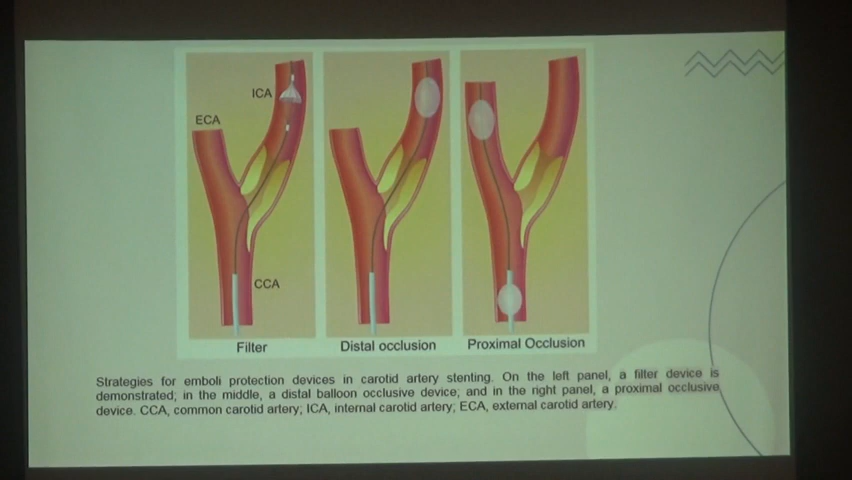 ICA
ECA
CCA
Filter
Distal occlusion
Proximal Occlusion
Strategies for emboli protection devices in carotid artery stenting. On the left panel, a filter device is
demonstrated; in the middle, a distal balloon occlusive device; and in the right panel, a proximal occlusive
device. CCA, common carotid artery; ICA, internal carotid artery; ECA, external carotid artery.